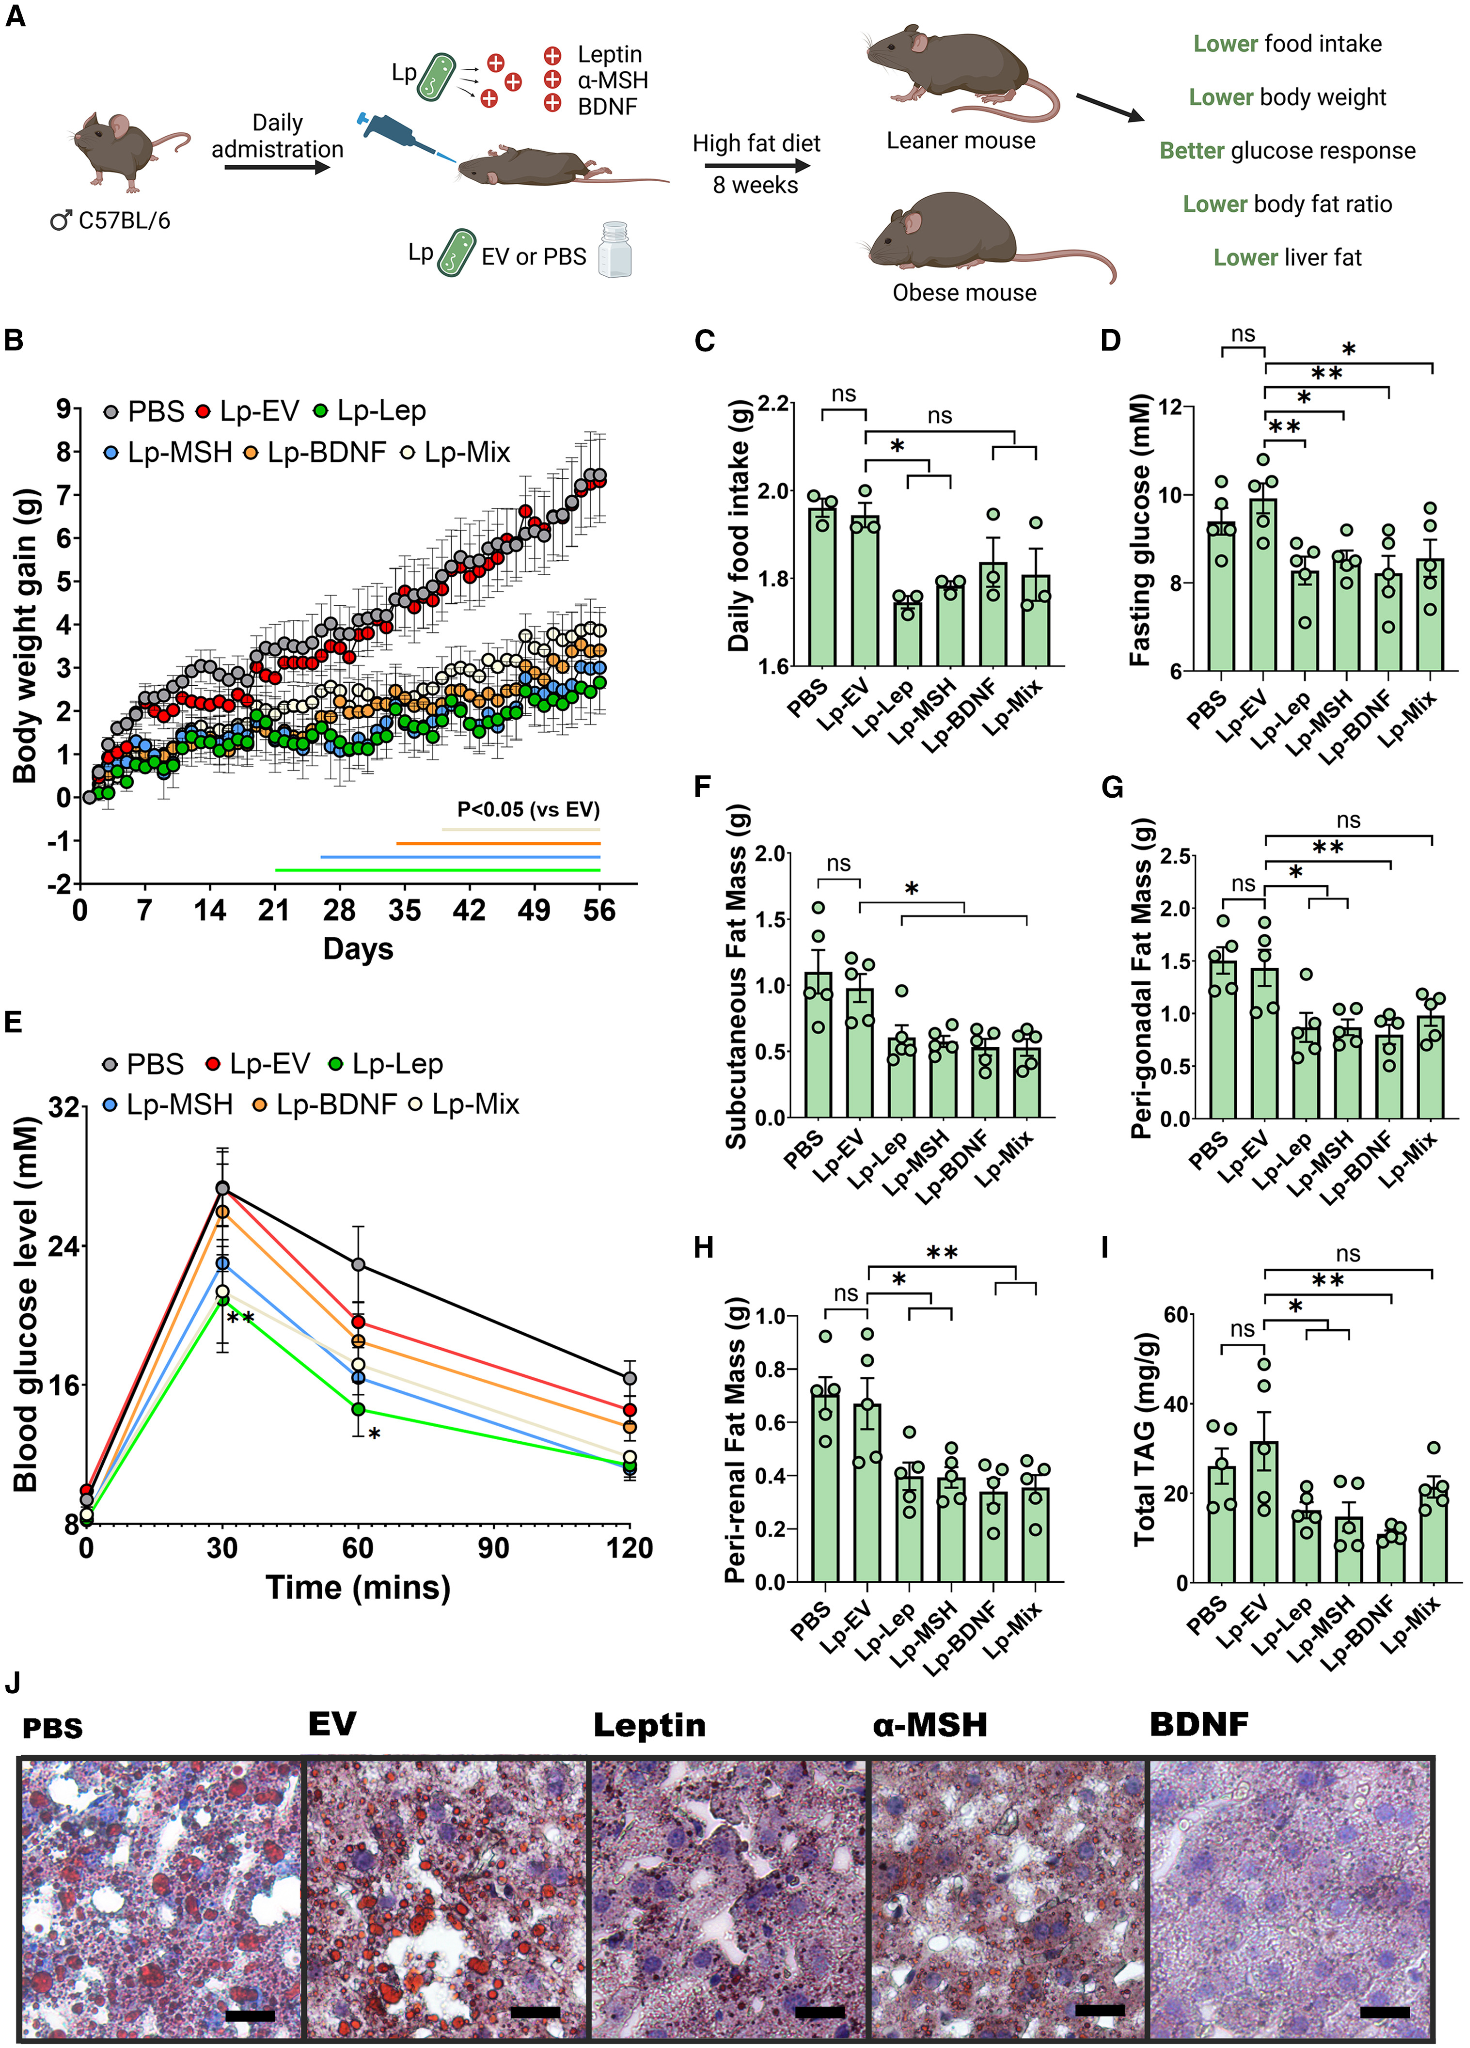 A
Lp
Leptin
α-MSH
BDNF
Daily
admistration
♂ C57BL/6
Lp
EV or PBS
High fat diet
8 weeks
Leaner mouse
Obese mouse
Lower food intake
Lower body weight
Better glucose response
Lower body fat ratio
Lower liver fat
B
PBS Lp-EV Lp-Lep
Lp-MSH Lp-BDNF Lp-Mix
Body weight gain (g)
9
8
7
6
5
4
3
2
1
0
-1
-2
P<0.05 (vs EV)
0 7 14 21 28 35 42 49 56
Days
C
Daily food intake (g)
2.2
2.0
1.8
1.6
ns
ns
*
PBS Lp-EV Lp-Lep Lp-MSH Lp-BDNF Lp-Mix
D
Fasting glucose (mM)
12
10
8
6
ns
*
**
*
**
PBS Lp-EV Lp-Lep Lp-MSH Lp-BDNF Lp-Mix
E
PBS Lp-EV Lp-Lep
Lp-MSH Lp-BDNF Lp-Mix
Blood glucose level (mM)
32
24
16
8
**
*
0 30 60 90 120
Time (mins)
F
Subcutaneous Fat Mass (g)
2.0
1.5
1.0
0.5
0.0
ns
*
PBS Lp-EV Lp-Lep Lp-MSH Lp-BDNF Lp-Mix
G
Peri-gonadal Fat Mass (g)
2.5
2.0
1.5
1.0
0.5
0.0
ns
**
ns
*
PBS Lp-EV Lp-Lep Lp-MSH Lp-BDNF Lp-Mix
H
Peri-renal Fat Mass (g)
1.0
0.8
0.6
0.4
0.2
0.0
**
ns
*
PBS Lp-EV Lp-Lep Lp-MSH Lp-BDNF Lp-Mix
I
Total TAG (mg/g)
60
40
20
0
ns
**
*
ns
PBS Lp-EV Lp-Lep Lp-MSH Lp-BDNF Lp-Mix
J
PBS EV Leptin α-MSH BDNF